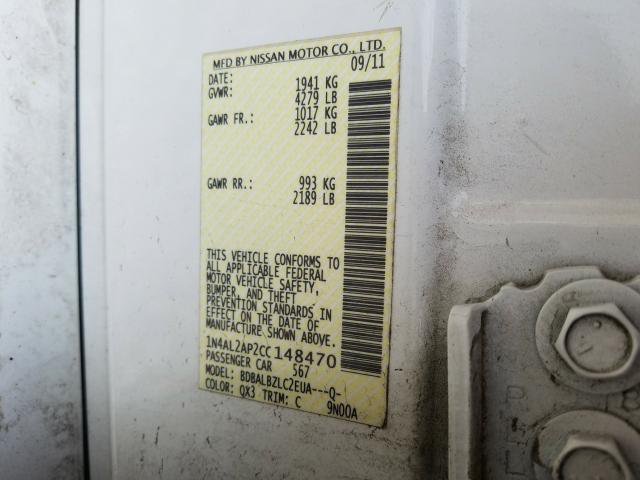 MFD BY NISSAN MOTOR CO., LTD.
DATE: 09/11
GVWR: 1941 KG
4279 LB
GAWR FR.: 1017 KG
2242 LB
GAWR RR.: 993 KG
2189 LB
THIS VEHICLE CONFORMS TO
ALL APPLICABLE FEDERAL
MOTOR VEHICLE SAFETY,
BUMPER, AND THEFT
PREVENTION STANDARDS IN
EFFECT ON THE DATE OF
MANUFACTURE SHOWN ABOVE.
1N4AL2AP2CC148470
PASSENGER CAR 567
MODEL: BDBALBZLC2EUA---Q-
COLOR: QX3 TRIM: C 9N00A